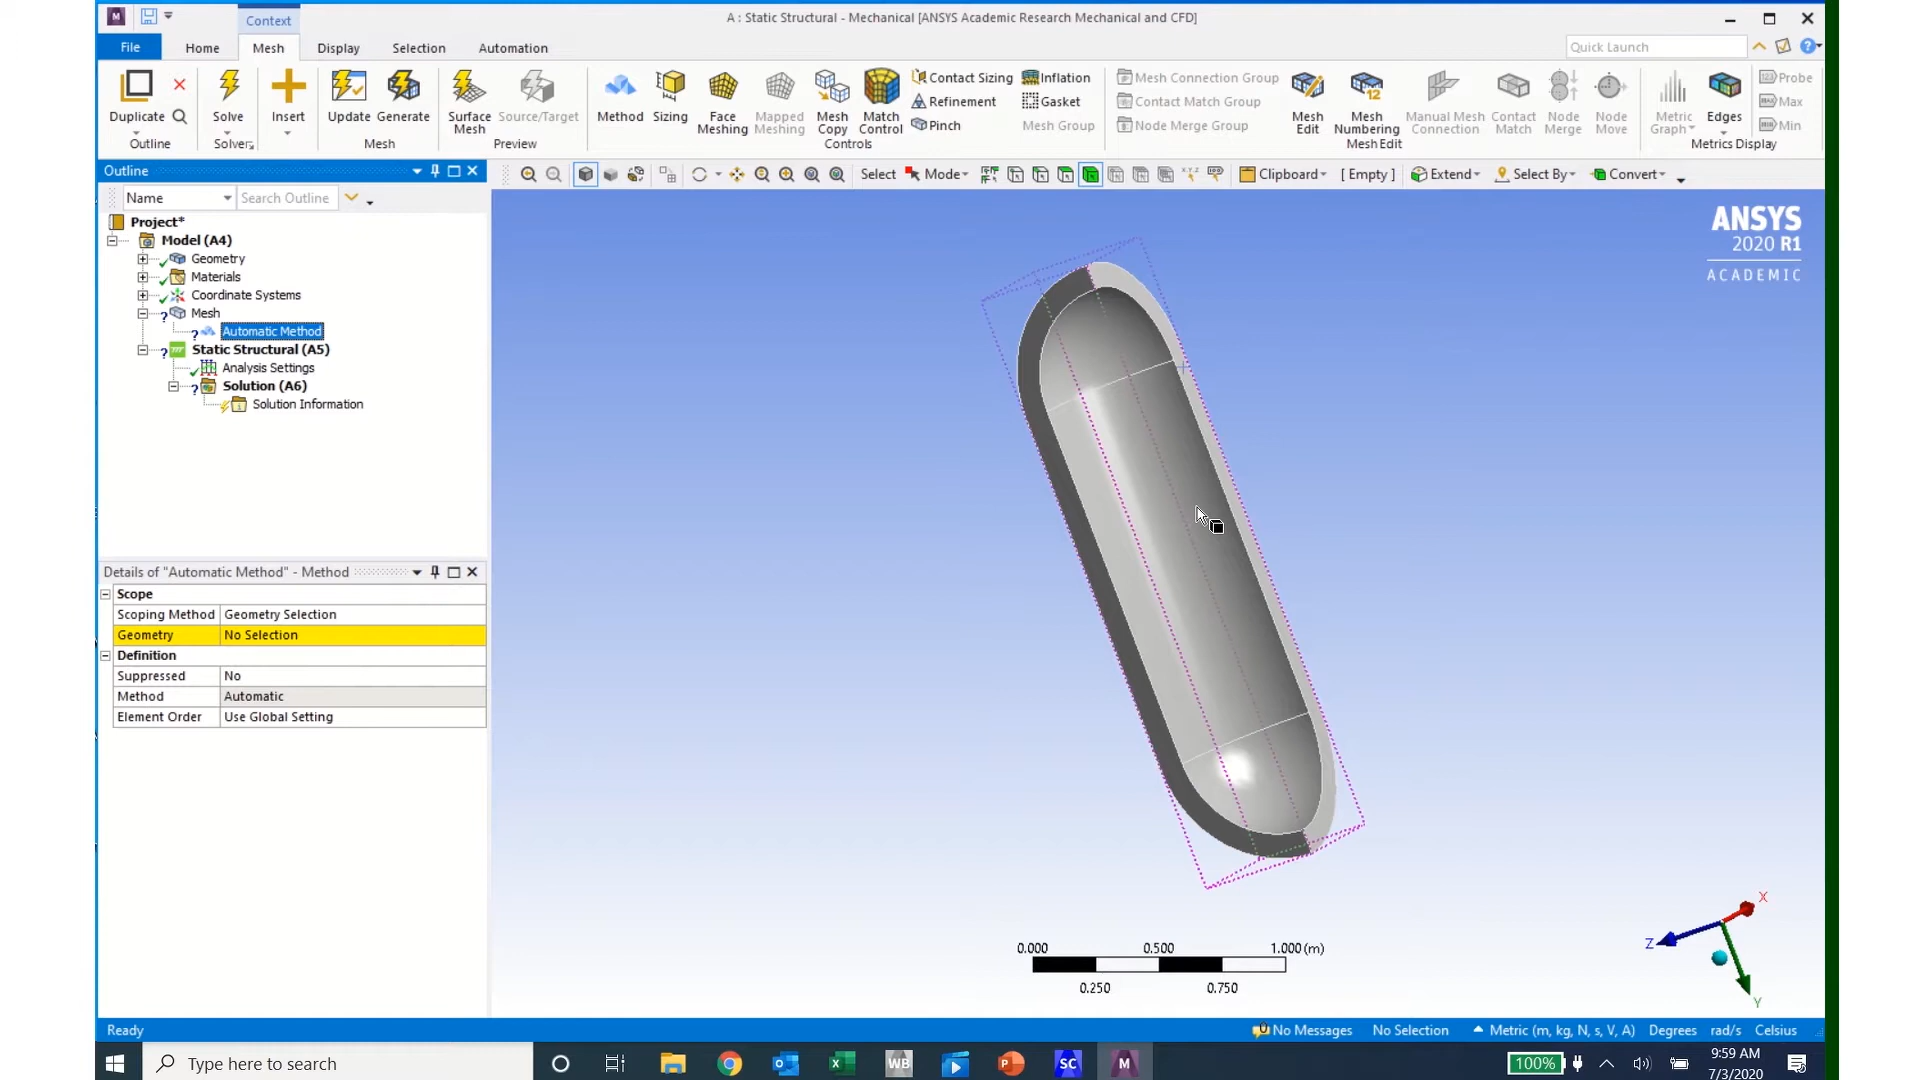 Context
A : Static Structural - Mechanical [ANSYS Academic Research Mechanical and CFD]
File Home Mesh Display Selection Automation
Quick Launch
Duplicate Solve Insert Update Generate Surface Mesh Source/Target Method Sizing Face Meshing Mapped Meshing Mesh Copy Match Control
Contact Sizing Inflation Mesh Connection Group
Refinement Gasket Contact Match Group
Pinch Mesh Group Node Merge Group
Mesh Edit Mesh Numbering Manual Mesh Connection Contact Match Node Merge Node Move Metric Graph Edges
Probe
Max
Min
Outline Solver Mesh Preview Controls Mesh Edit Metrics Display
Outline
Select Mode Clipboard [ Empty ] Extend Select By Convert
Name Search Outline
Project*
Model (A4)
Geometry
Materials
Coordinate Systems
Mesh
Automatic Method
Static Structural (A5)
Analysis Settings
Solution (A6)
Solution Information
ANSYS
2020 R1
ACADEMIC
Details of "Automatic Method" - Method
Scope
Scoping Method Geometry Selection
Geometry No Selection
Definition
Suppressed No
Method Automatic
Element Order Use Global Setting
0.000 0.500 1.000 (m)
0.250 0.750
X
Z
Y
Ready No Messages No Selection Metric (m, kg, N, s, V, A) Degrees rad/s Celsius
Type here to search
WB
SC
M
100%
9:59 AM
7/3/2020